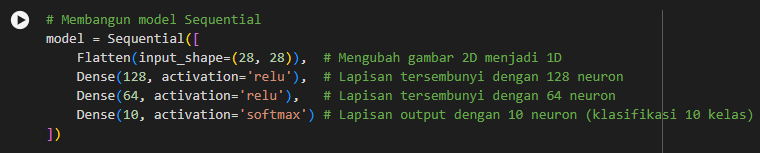 # Membangun model Sequential
model = Sequential([
    Flatten(input_shape=(28, 28)),  # Mengubah gambar 2D menjadi 1D
    Dense(128, activation='relu'),  # Lapisan tersembunyi dengan 128 neuron
    Dense(64, activation='relu'),   # Lapisan tersembunyi dengan 64 neuron
    Dense(10, activation='softmax') # Lapisan output dengan 10 neuron (klasifikasi 10 kelas)
])